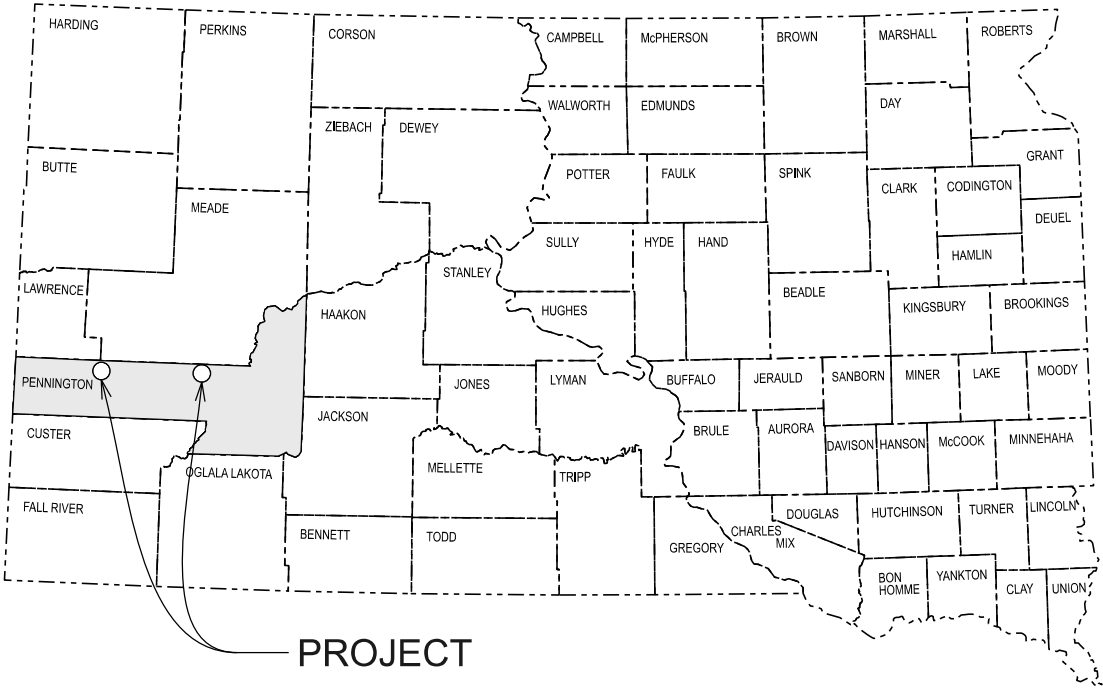 HARDING
PERKINS
CORSON
CAMPBELL
McPHERSON
BROWN
MARSHALL
ROBERTS
WALWORTH
EDMUNDS
DAY
ZIEBACH
DEWEY
GRANT
BUTTE
POTTER
FAULK
SPINK
CLARK
CODINGTON
MEADE
DEUEL
SULLY
HYDE
HAND
HAMLIN
STANLEY
LAWRENCE
BEADLE
HAAKON
HUGHES
KINGSBURY
BROOKINGS
PENNINGTON
JONES
LYMAN
BUFFALO
JERAULD
SANBORN
MINER
LAKE
MOODY
JACKSON
CUSTER
BRULE
AURORA
DAVISON
HANSON
McCOOK
MINNEHAHA
OGLALA LAKOTA
MELLETTE
TRIPP
FALL RIVER
DOUGLAS
HUTCHINSON
TURNER
LINCOLN
BENNETT
TODD
GREGORY
CHARLES
MIX
BON
HOMME
YANKTON
CLAY
UNION
PROJECT